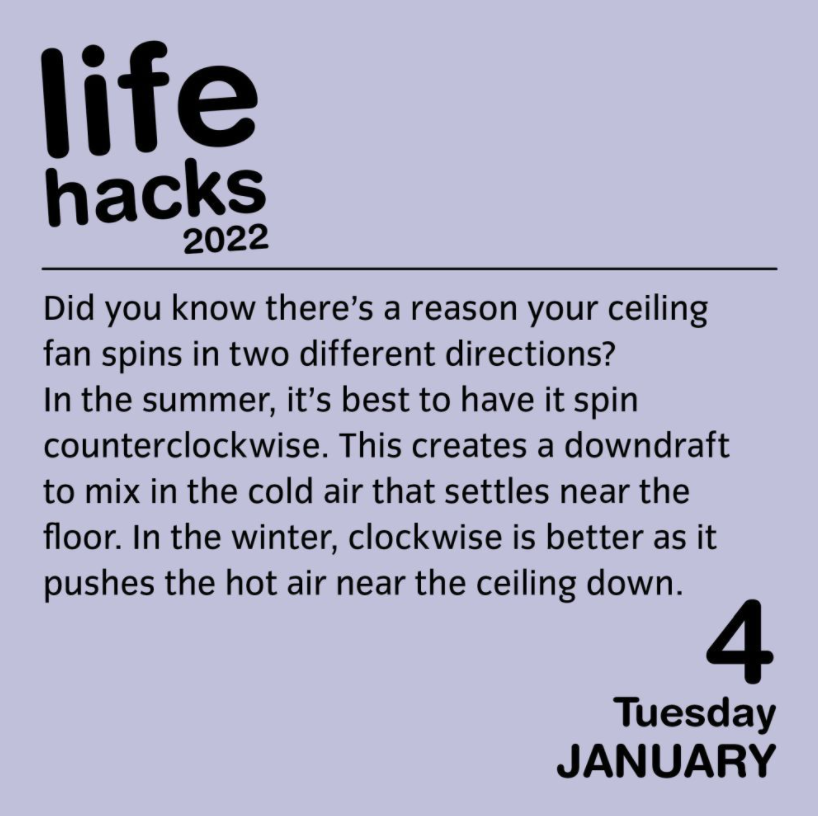 life
hacks
2022
Did you know there’s a reason your ceiling
fan spins in two different directions?
In the summer, it’s best to have it spin
counterclockwise. This creates a downdraft
to mix in the cold air that settles near the
floor. In the winter, clockwise is better as it
pushes the hot air near the ceiling down.
4
Tuesday
JANUARY